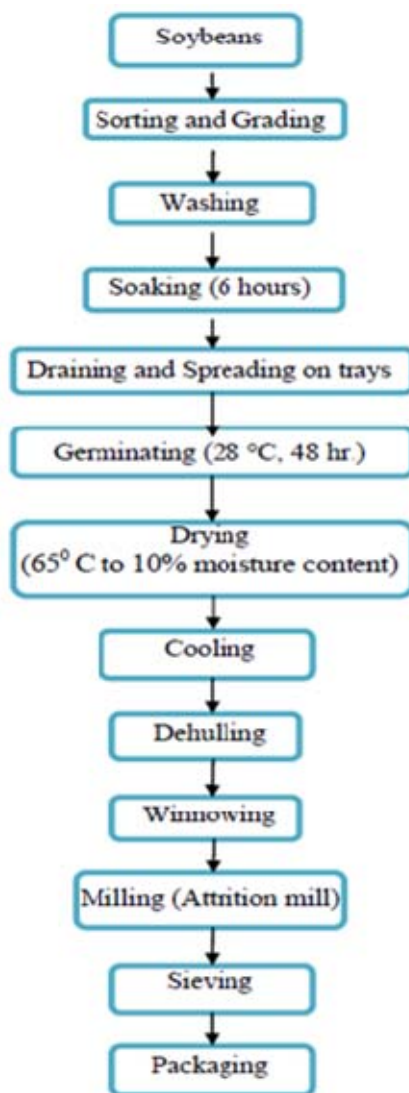 Soybeans
Sorting and Grading
Washing
Soaking (6 hours)
Draining and Spreading on trays
Germinating (28 °C, 48 hr.)
Drying
(65⁰ C to 10% moisture content)
Cooling
Dehulling
Winnowing
Milling (Attrition mill)
Sieving
Packaging